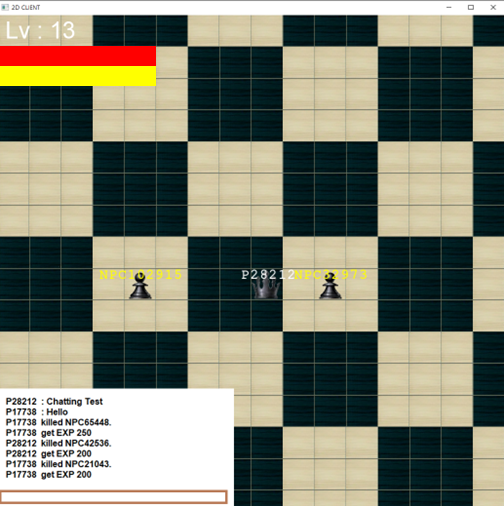 2D CLIENT
Lv : 13
P28212
P28212 : Chatting Test
P17738 : Hello
P17738 killed NPC65448.
P17738 get EXP 250
P28212 killed NPC42536.
P28212 get EXP 200
P17738 killed NPC21043.
P17738 get EXP 200